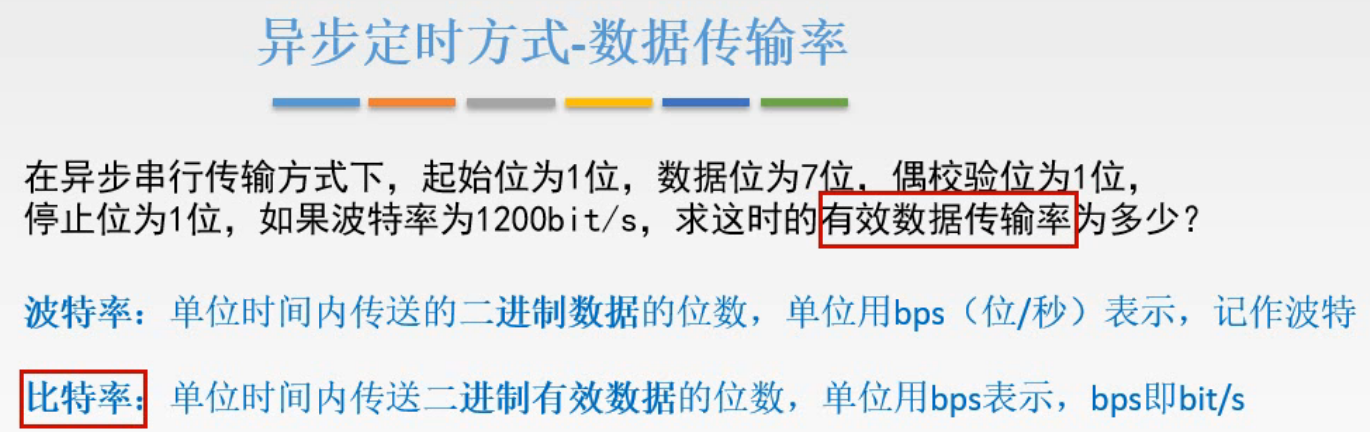 异步定时方式-数据传输率
在异步串行传输方式下，起始位为1位，数据位为7位，偶校验位为1位，
停止位为1位，如果波特率为1200bit/s，求这时的有效数据传输率为多少？
波特率：单位时间内传送的二进制数据的位数，单位用bps（位/秒）表示，记作波特
比特率：单位时间内传送二进制有效数据的位数，单位用bps表示，bps即bit/s